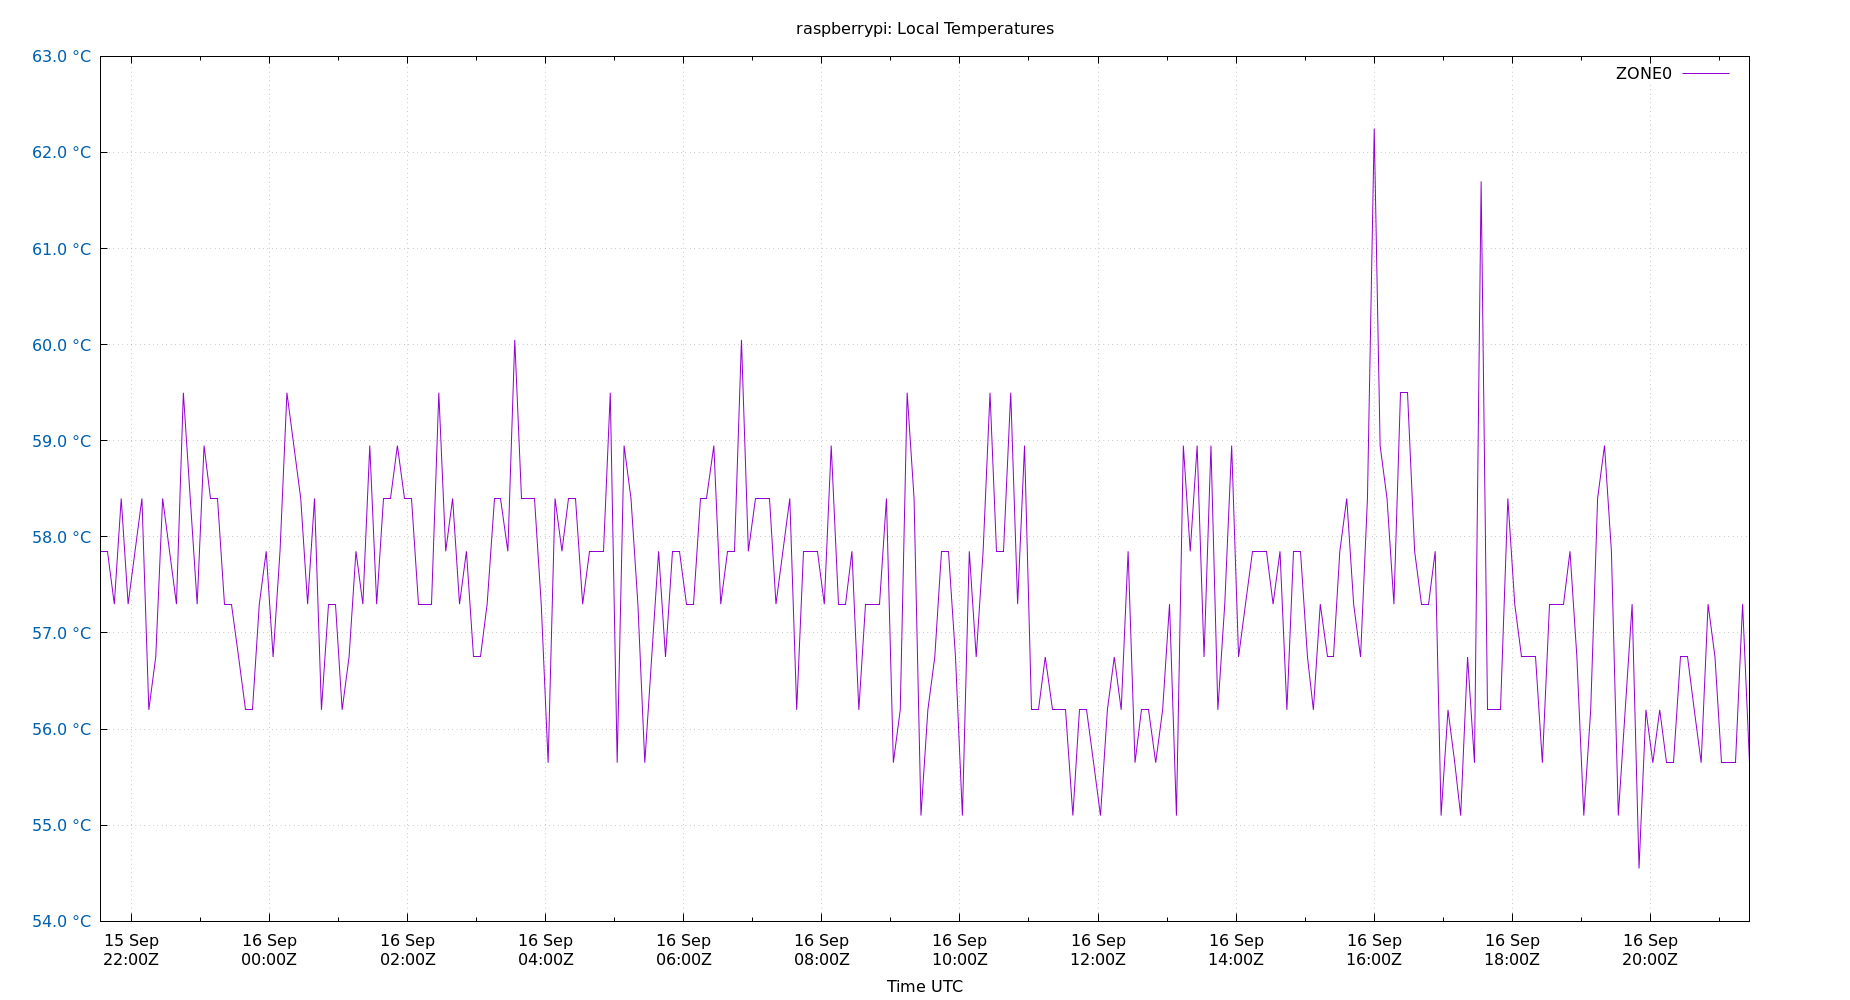 raspberrypi: Local Temperatures
63.0 °C
ZONE0
62.0 °C
61.0 °C
60.0 °C
59.0 °C
58.0 °C
57.0 °C
56.0 °C
55.0 °C
54.0 °C
15 Sep 16 Sep 16 Sep 16 Sep 16 Sep 16 Sep 16 Sep 16 Sep 16 Sep 16 Sep 16 Sep 16 Sep
22:00Z 00:00Z 02:00Z 04:00Z 06:00Z 08:00Z 10:00Z 12:00Z 14:00Z 16:00Z 18:00Z 20:00Z
Time UTC